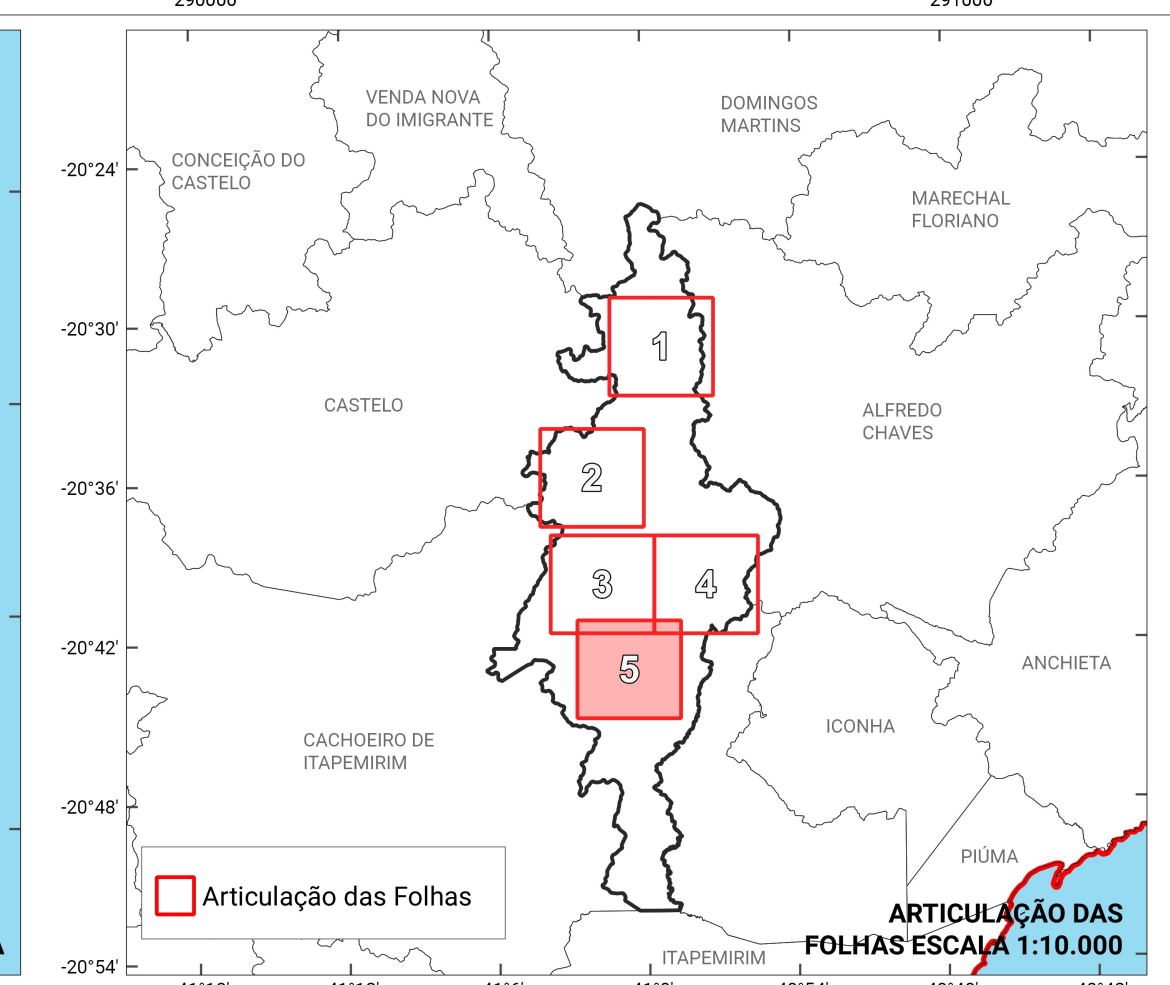 VENDA NOVA
DO IMIGRANTE
DOMINGOS
MARTINS
CONCEIÇÃO DO
CASTELO
-20°24'
MARECHAL
FLORIANO
-20°30'
1
CASTELO
ALFREDO
CHAVES
2
-20°36'
3
4
-20°42'
5
ANCHIETA
ICONHA
CACHOEIRO DE
ITAPEMIRIM
-20°48'
PIÚMA
Articulação das Folhas
ARTICULAÇÃO DAS
FOLHAS ESCALA 1:10.000
ITAPEMIRIM
-20°54'